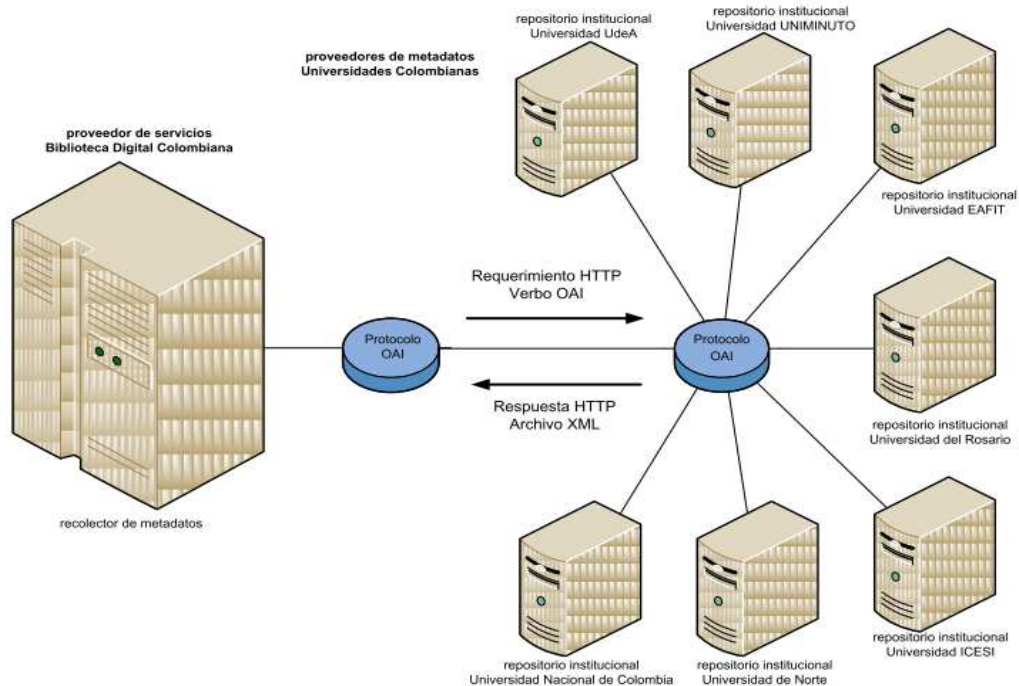 repositorio institucional
Universidad UdeA
repositorio institucional
Universidad UNIMINUTO
proveedores de metadatos
Universidades Colombianas
proveedor de servicios
Biblioteca Digital Colombiana
repositorio institucional
Universidad EAFIT
Requerimiento HTTP
Verbo OAI
Protocolo
OAI
Protocolo
OAI
Respuesta HTTP
Archivo XML
repositorio institucional
Universidad del Rosario
recolector de metadatos
repositorio institucional
Universidad ICESI
repositorio institucional
Universidad Nacional de Colombia
repositorio institucional
Universidad de Norte